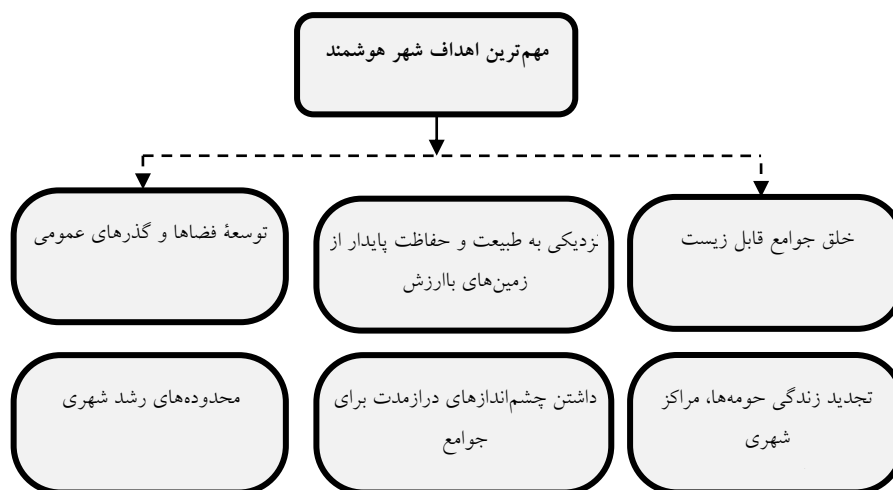 مهم‌ترین اهداف شهر هوشمند
خلق جوامع قابل زیست
نزدیکی به طبیعت و حفاظت پایدار از
زمین‌های باارزش
توسعهٔ فضاها و گذرهای عمومی
تجدید زندگی حومه‌ها، مراکز
شهری
داشتن چشم‌اندازهای درازمدت برای
جوامع
محدوده‌های رشد شهری